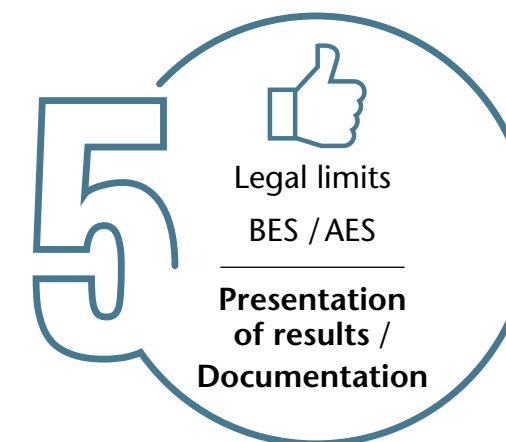 5
Legal limits
BES / AES
Presentation
of results /
Documentation